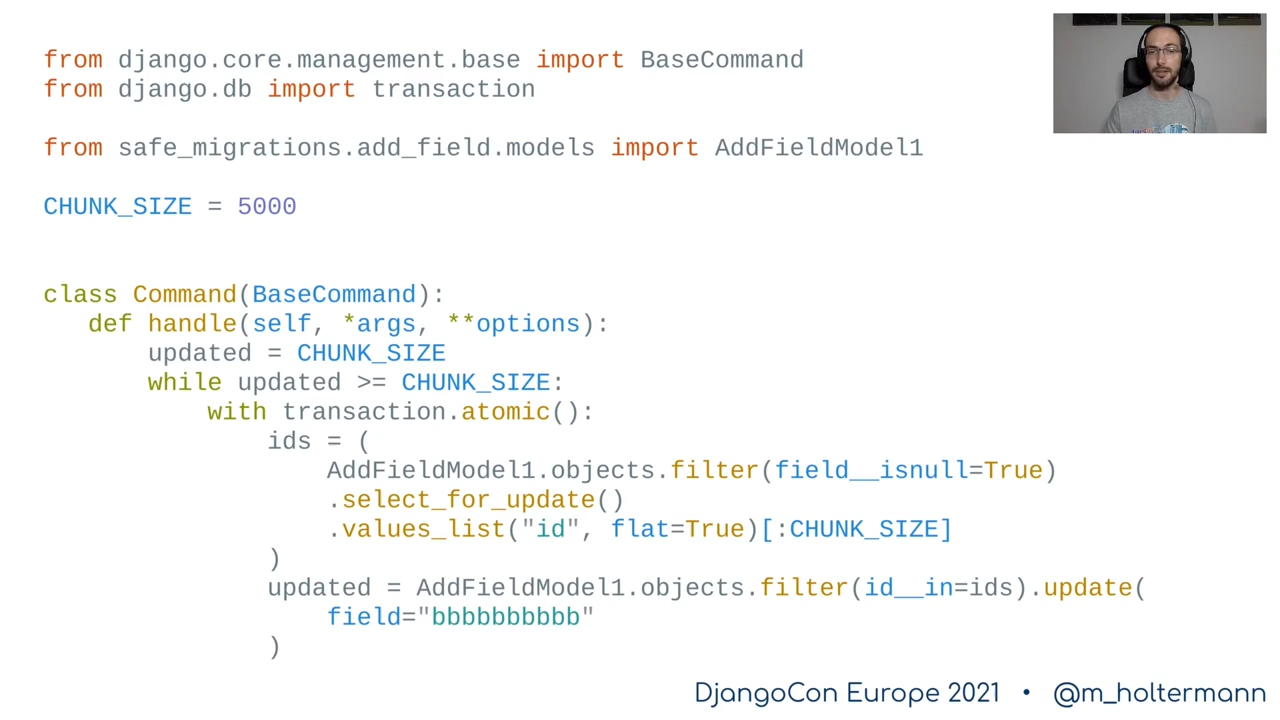 from django.core.management.base import BaseCommand
from django.db import transaction
from safe_migrations.add_field.models import AddFieldModel1
CHUNK_SIZE = 5000
class Command(BaseCommand):
def handle(self, *args, **options):
updated = CHUNK_SIZE
while updated >= CHUNK_SIZE:
with transaction.atomic():
ids = (
AddFieldModel1.objects.filter(field__isnull=True)
.select_for_update()
.values_list("id", flat=True)[:CHUNK_SIZE]
)
updated = AddFieldModel1.objects.filter(id__in=ids).update(
field="bbbbbbbbbb"
)
DjangoCon Europe 2021 • @m_holtermann